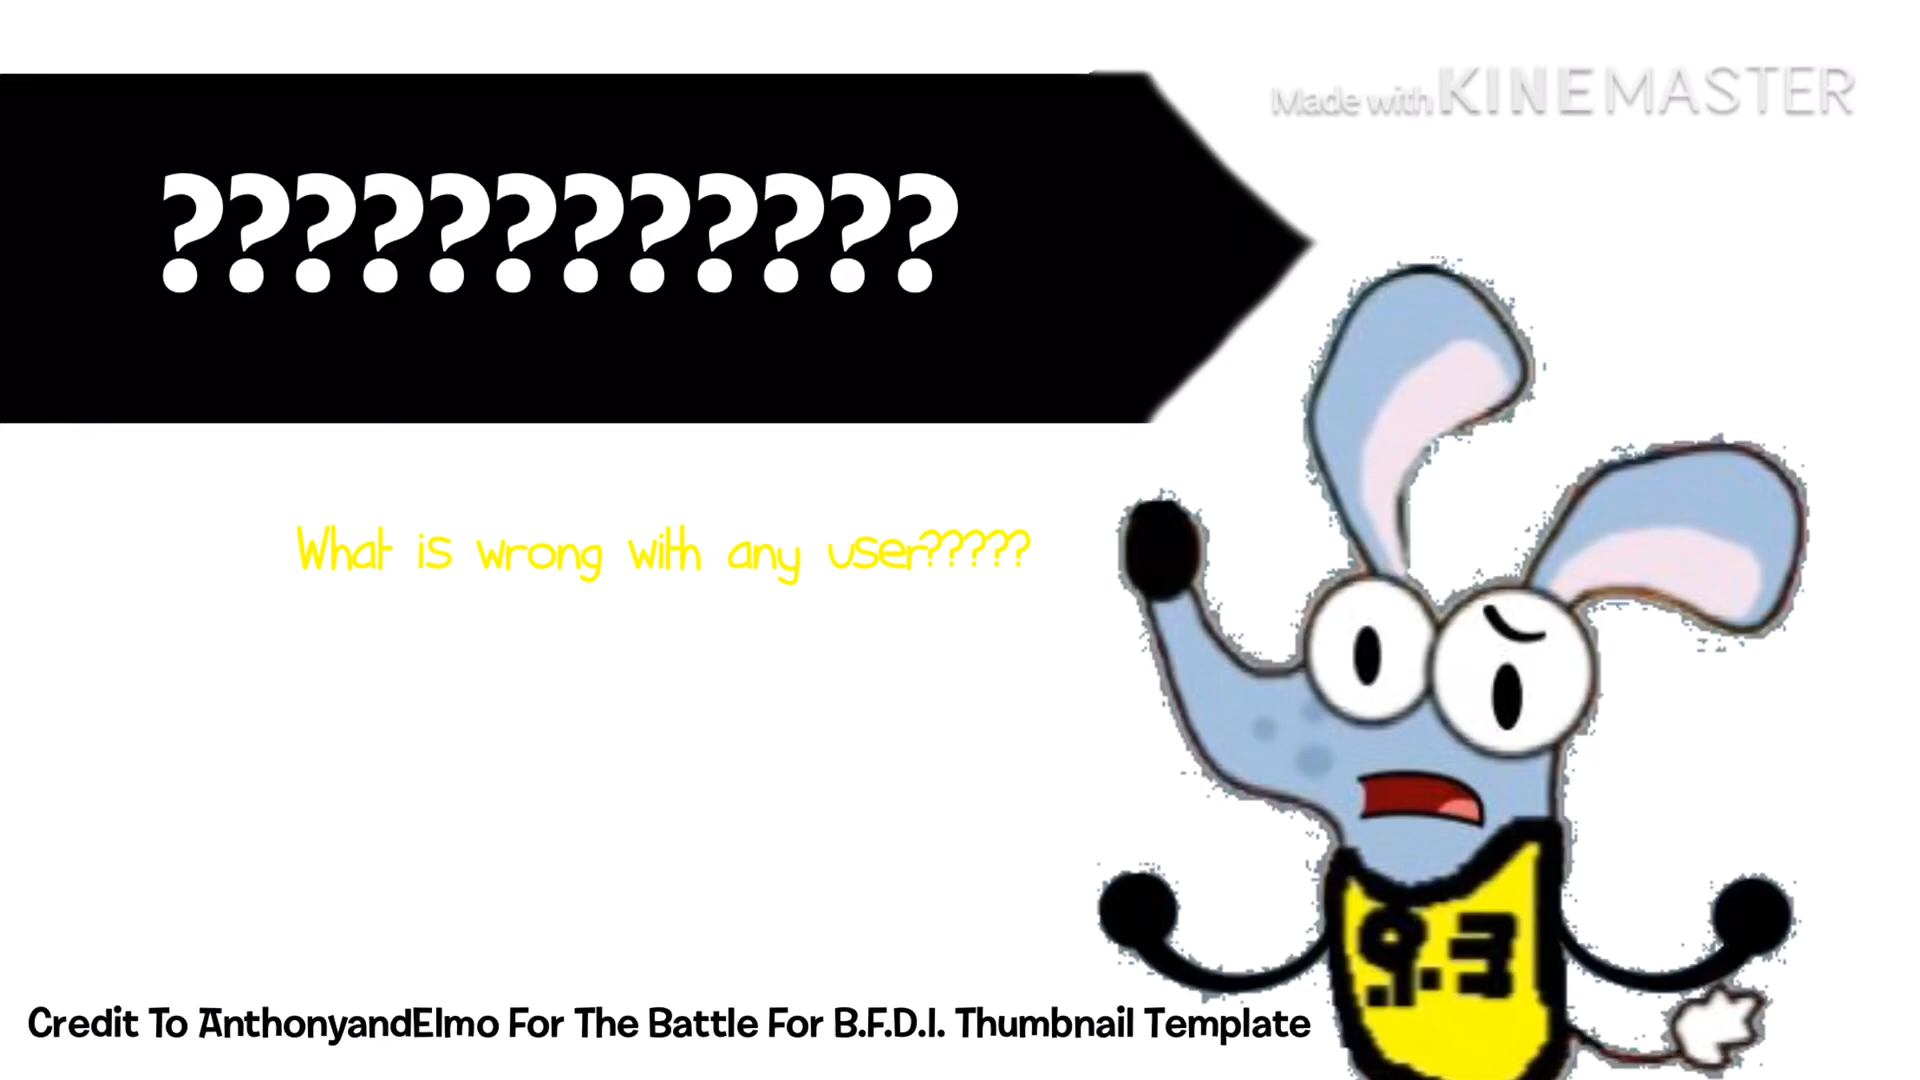 Made with KINEMASTER
????????????
What is wrong with any user?????
9.3
Credit To AnthonyandElmo For The Battle For B.F.D.I. Thumbnail Template